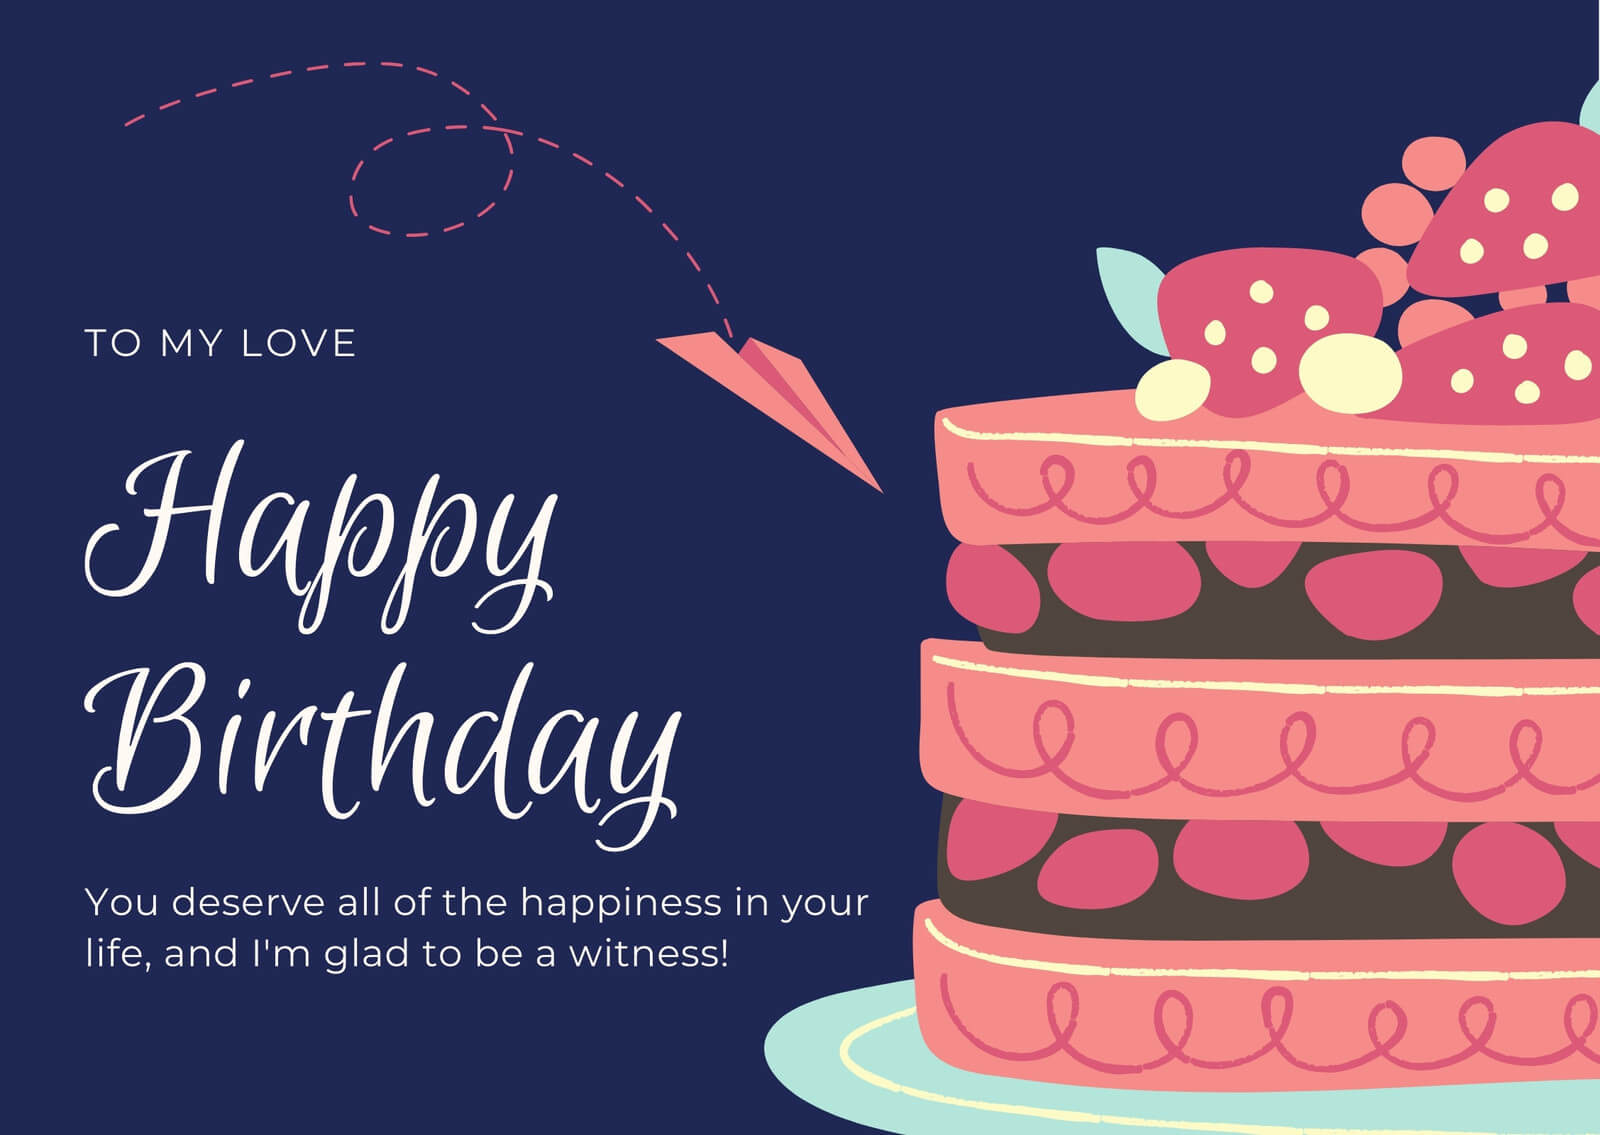 TO MY LOVE
Happy
Birthday
You deserve all of the happiness in your
life, and I'm glad to be a witness!